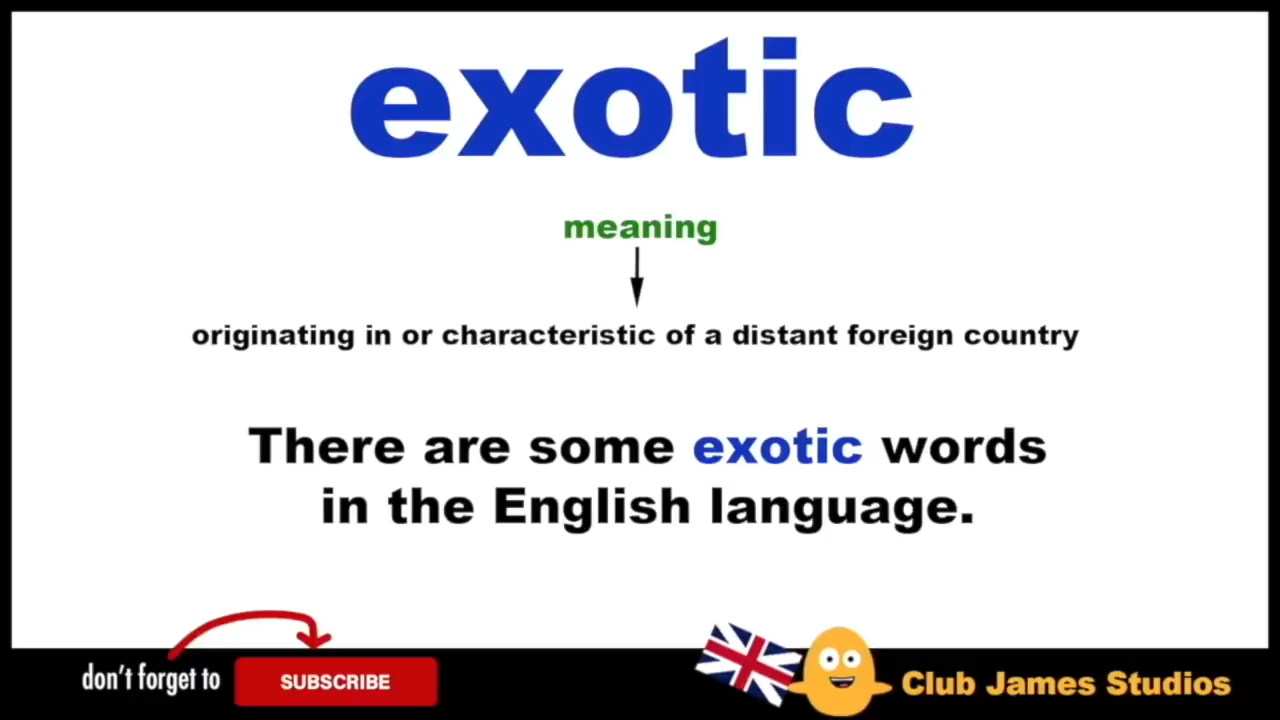 exotic
meaning
originating in or characteristic of a distant foreign country
There are some exotic words
in the English language.
don't forget to SUBSCRIBE
Club James Studios